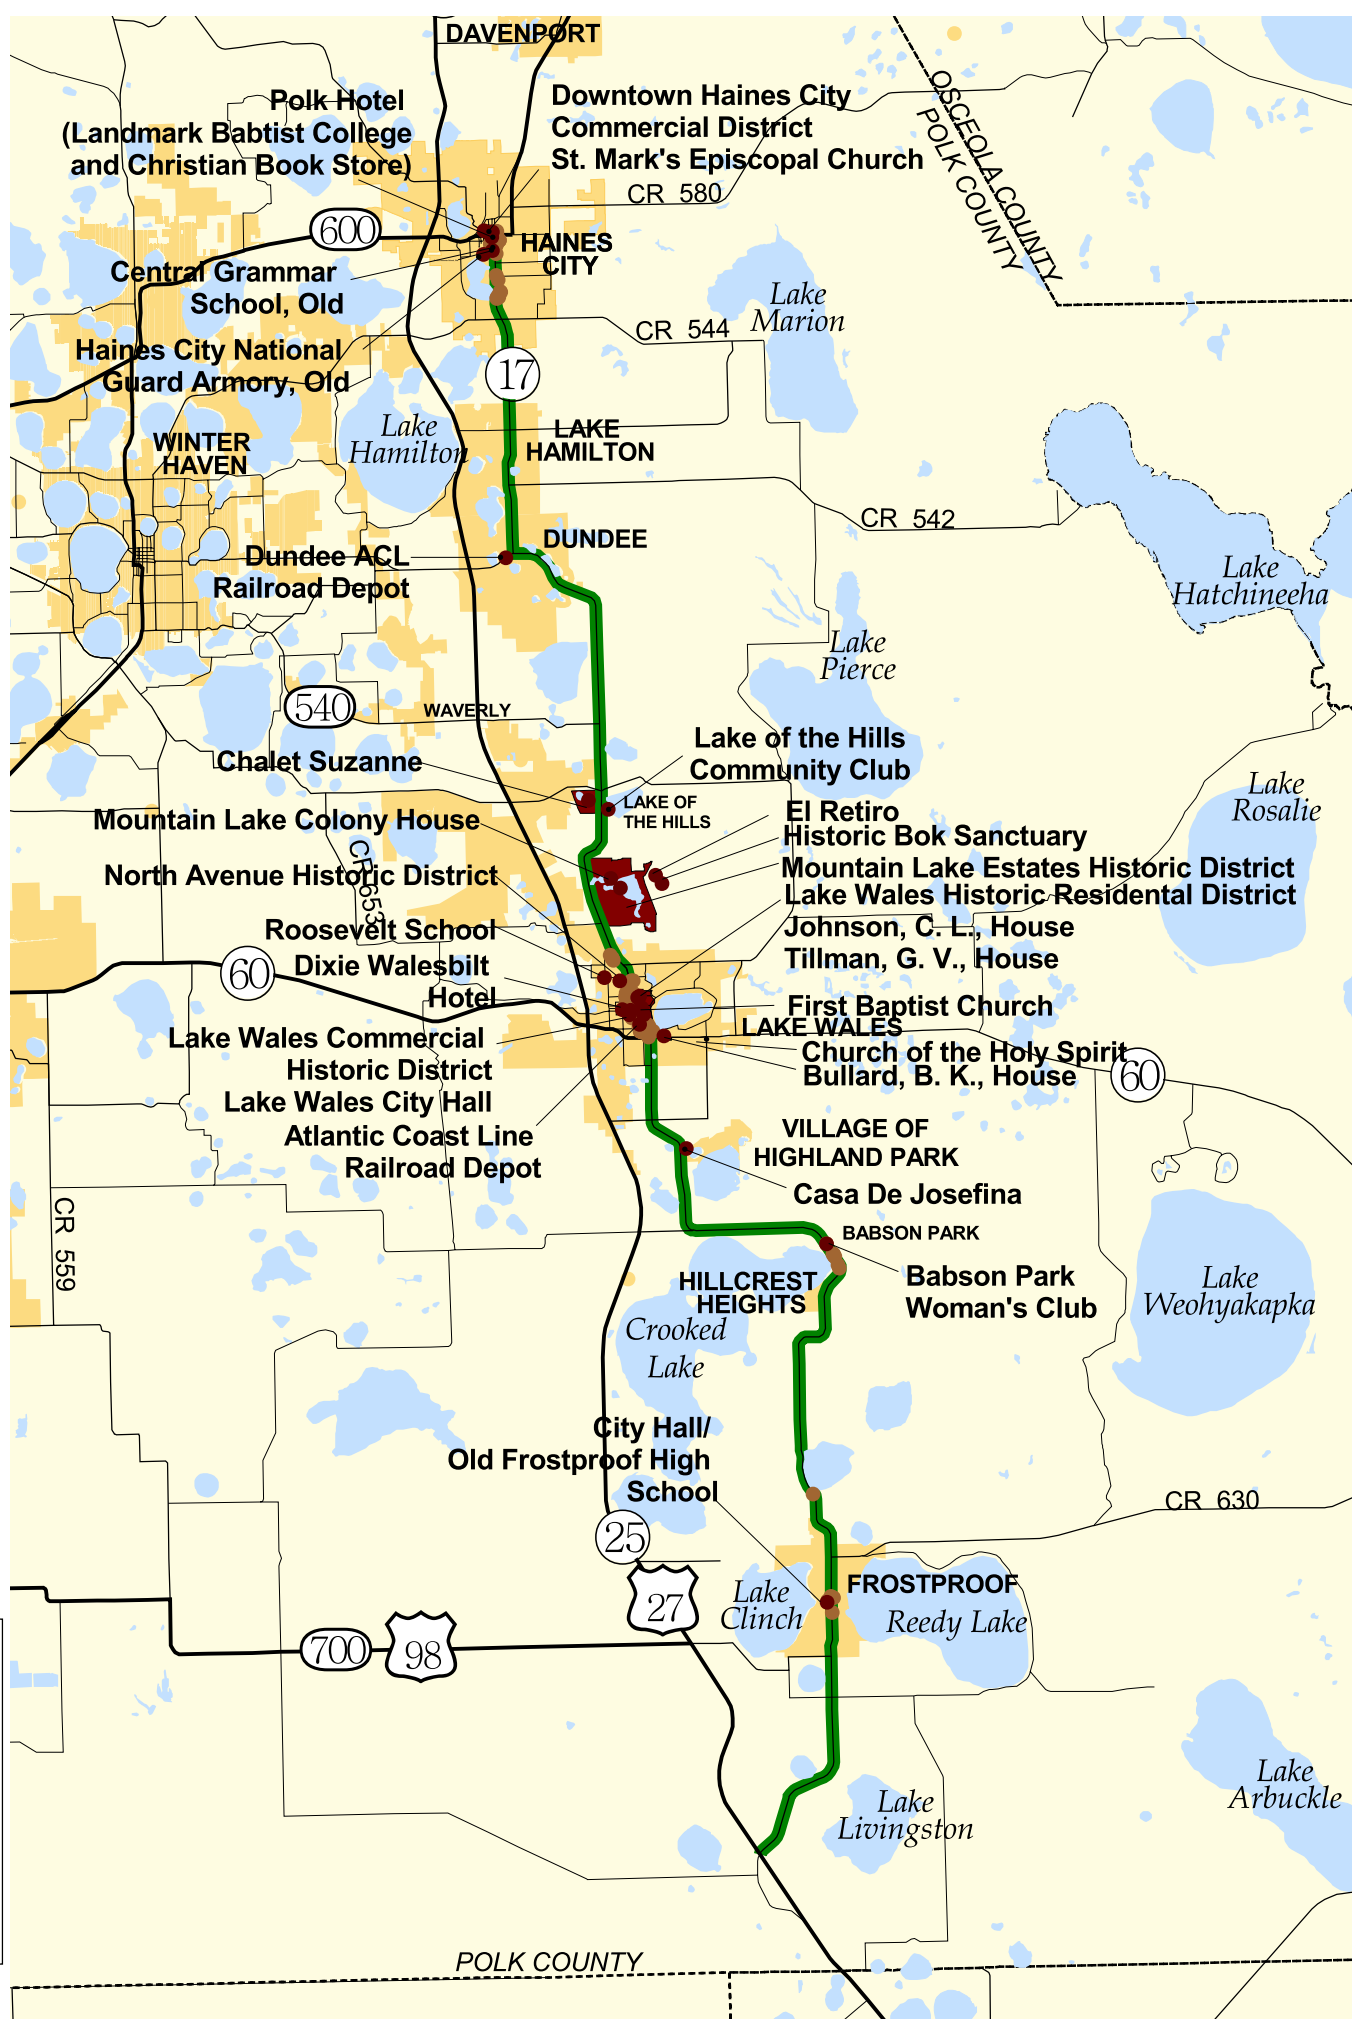 DAVENPORT
Polk Hotel
(Landmark Babtist College
and Christian Book Store)
Downtown Haines City
Commercial District
St. Mark's Episcopal Church
OSCEOLA COUNTY
POLK COUNTY
CR 580
600
HAINES
CITY
Central Grammar
School, Old
Lake
Marion
CR 544
Haines City National
Guard Armory, Old
17
Lake
Hamilton
LAKE
HAMILTON
WINTER
HAVEN
CR 542
DUNDEE
Dundee ACL
Railroad Depot
Lake
Hatchineeha
Lake
Pierce
540
WAVERLY
Lake of the Hills
Community Club
Chalet Suzanne
LAKE OF
THE HILLS
Lake
Rosalie
Mountain Lake Colony House
El Retiro
Historic Bok Sanctuary
CR 653
North Avenue Historic District
Mountain Lake Estates Historic District
Lake Wales Historic Residental District
Johnson, C. L., House
Tillman, G. V., House
Roosevelt School
60
Dixie Walesbilt
Hotel
First Baptist Church
LAKE WALES
Lake Wales Commercial
Historic District
Church of the Holy Spirit
Bullard, B. K., House
60
Lake Wales City Hall
Atlantic Coast Line
Railroad Depot
VILLAGE OF
HIGHLAND PARK
Casa De Josefina
CR 559
BABSON PARK
HILLCREST
HEIGHTS
Babson Park
Woman's Club
Lake
Weohyakapka
Crooked
Lake
City Hall/
Old Frostproof High
School
CR 630
25
27
Lake
Clinch
FROSTPROOF
Reedy Lake
700
98
Lake
Arbuckle
Lake
Livingston
POLK COUNTY